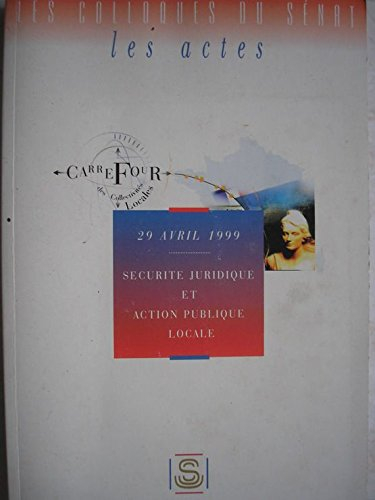 LES COLLOQUES DU SÉNAT
les actes
CARREFOUR
des Collectivités
Locales
29 AVRIL 1999
SECURITE JURIDIQUE
ET
ACTION PUBLIQUE
LOCALE
S